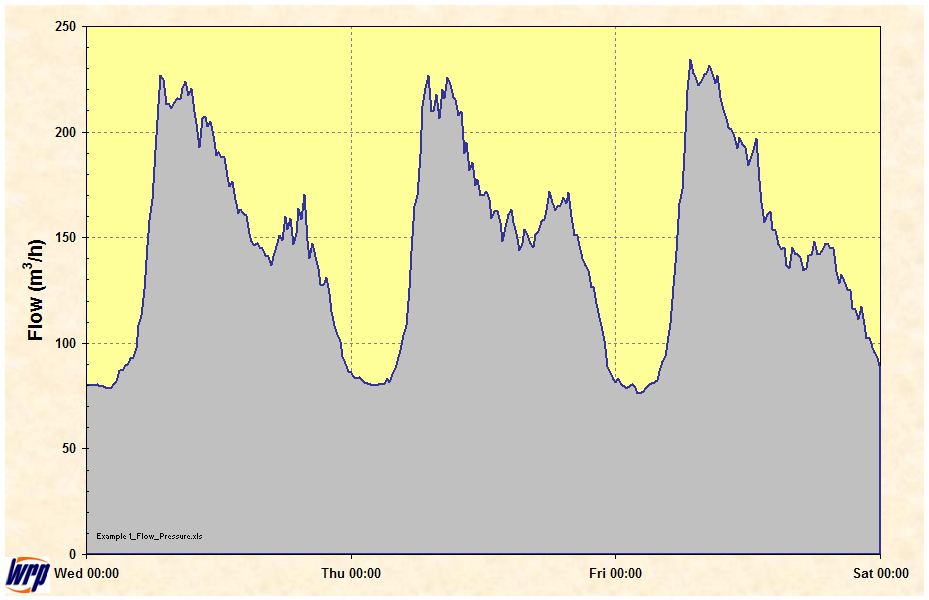 250
200
150
100
50
0
Flow (m³/h)
Example 1_Flow_Pressure.xls
wrp
Wed 00:00 Thu 00:00 Fri 00:00 Sat 00:00